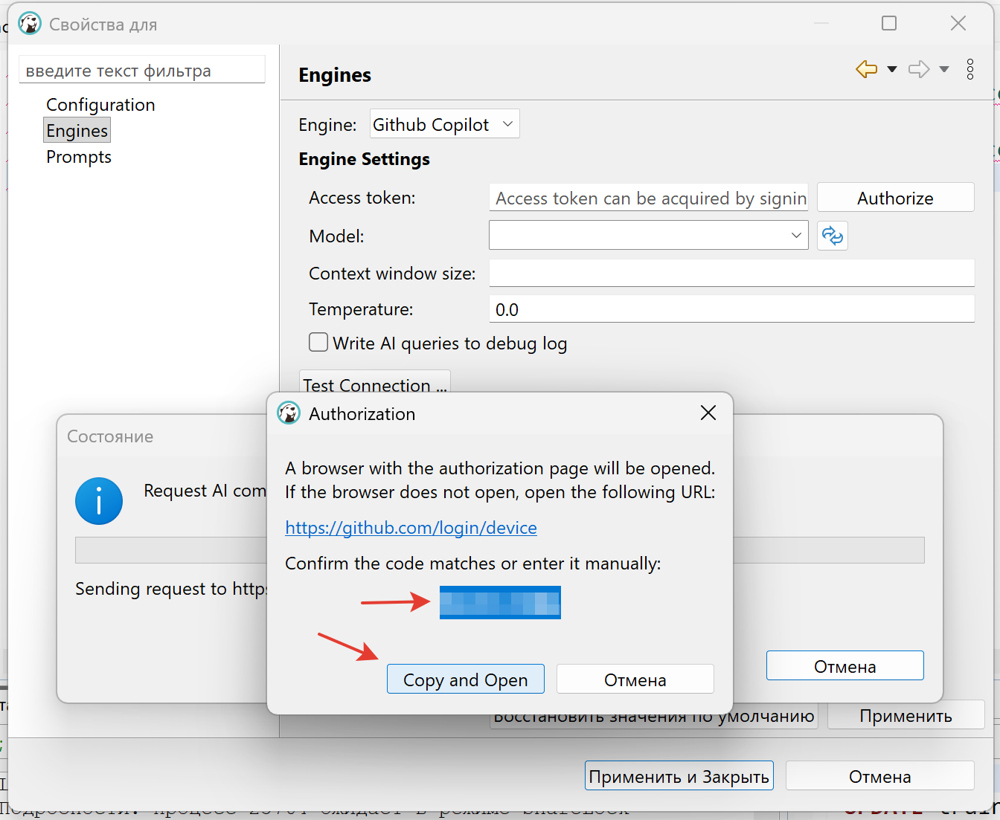 Свойства для
введите текст фильтра
Configuration
Engines
Prompts
Engines
Engine: Github Copilot
Engine Settings
Access token: Access token can be acquired by signin Authorize
Model:
Context window size:
Temperature: 0.0
Write AI queries to debug log
Test Connection ...
Состояние
Request AI com
Sending request to https
Отмена
Authorization
A browser with the authorization page will be opened.
If the browser does not open, open the following URL:
https://github.com/login/device
Confirm the code matches or enter it manually:
Copy and Open Отмена
Восстановить значения по умолчанию Применить
Применить и Закрыть Отмена